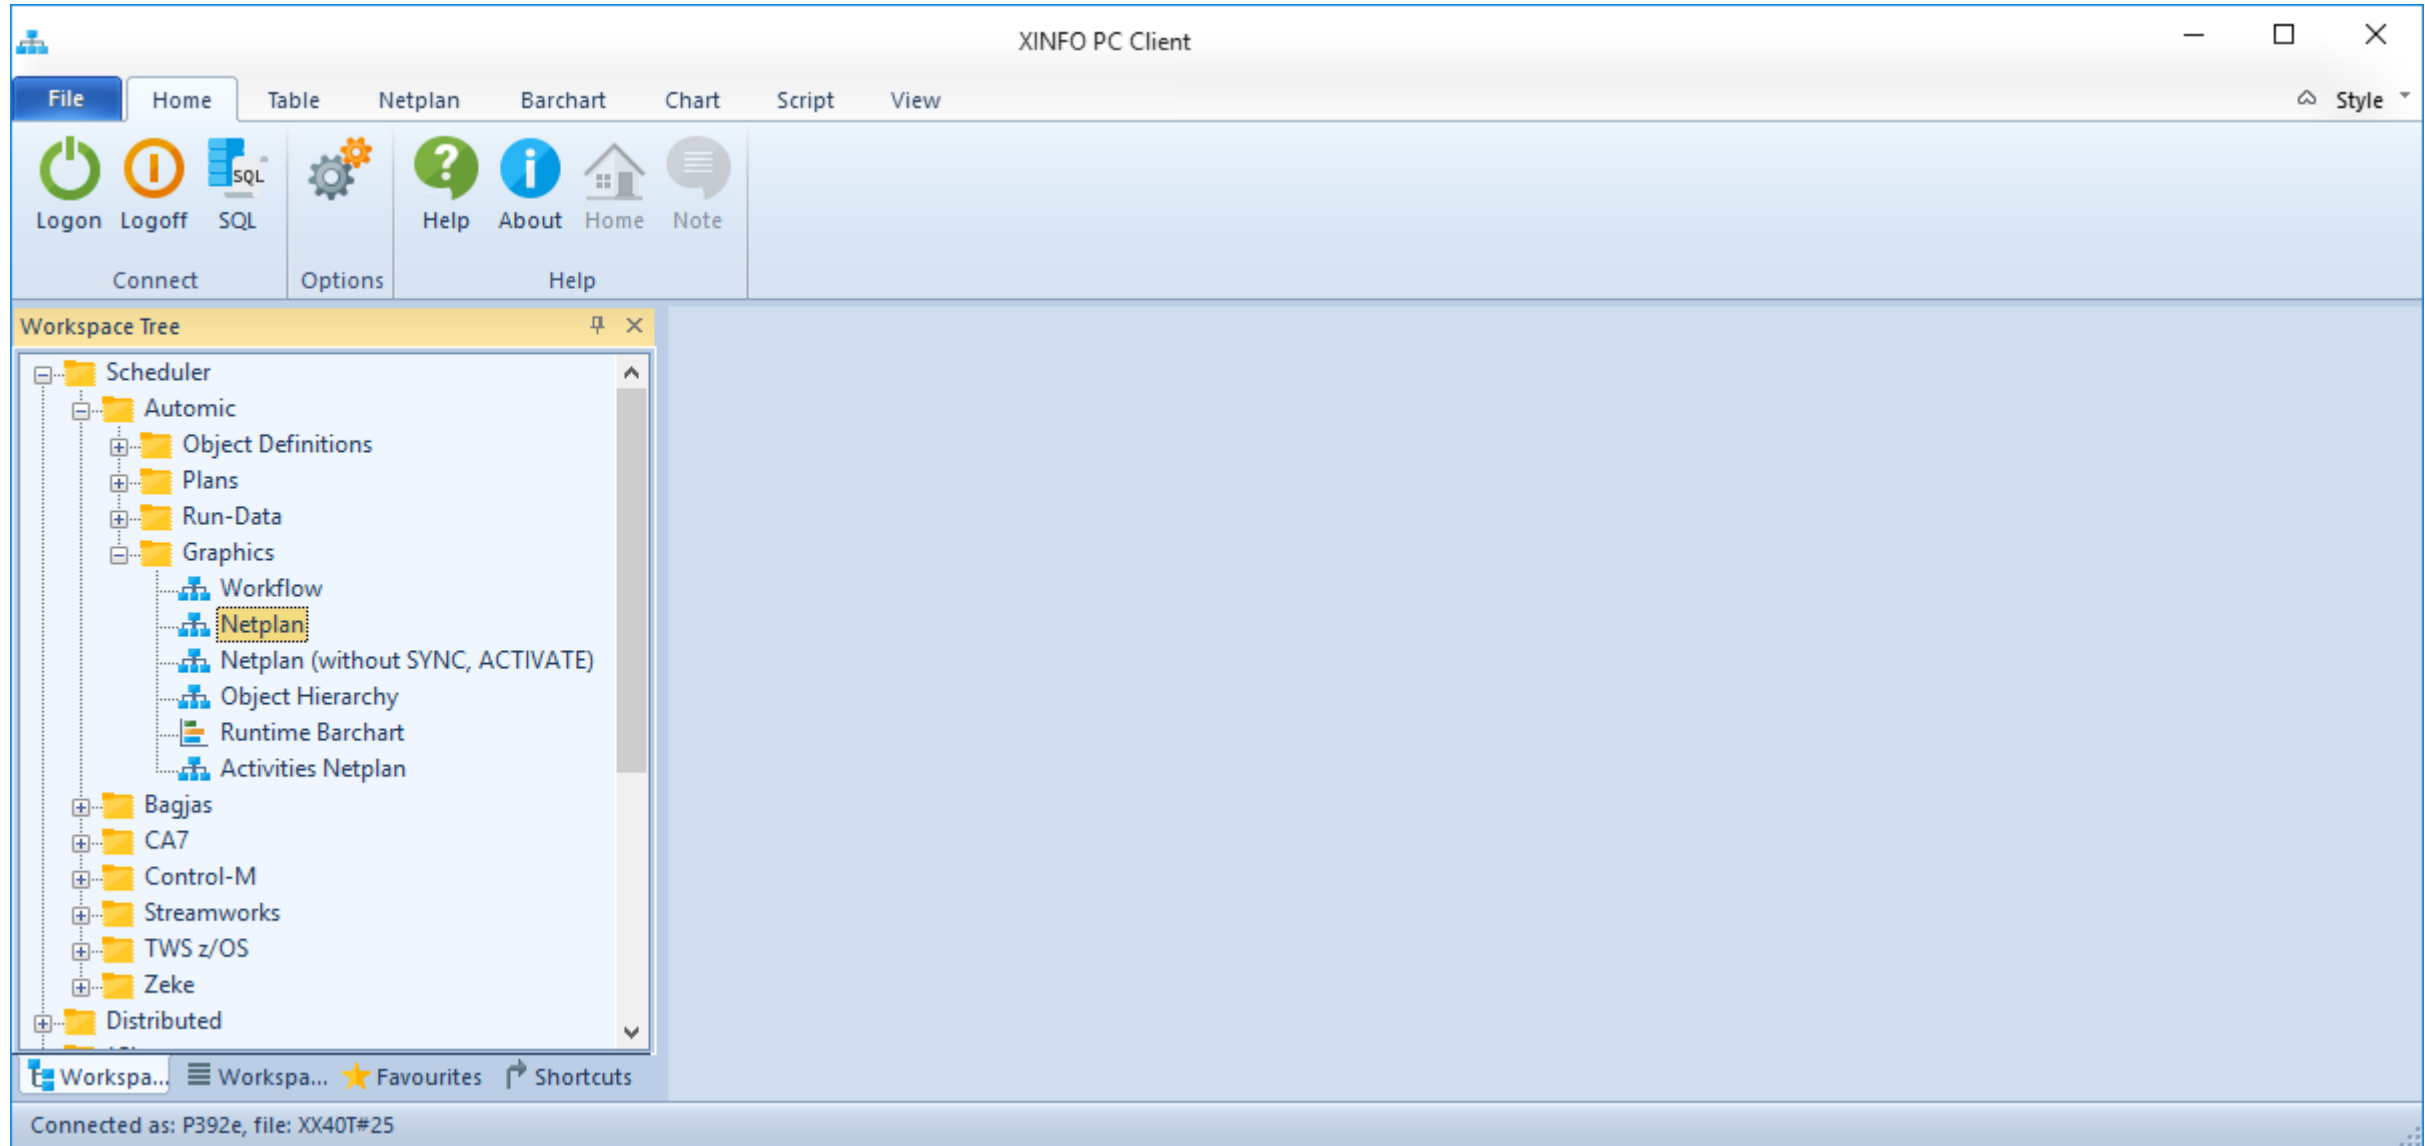 XINFO PC Client
File Home Table Netplan Barchart Chart Script View Style
SQL
Logon Logoff SQL Help About Home Note
Connect Options Help
Workspace Tree
Scheduler
Automic
Object Definitions
Plans
Run-Data
Graphics
Workflow
Netplan
Netplan (without SYNC, ACTIVATE)
Object Hierarchy
Runtime Barchart
Activities Netplan
Bagjas
CA7
Control-M
Streamworks
TWS z/OS
Zeke
Distributed
Workspa... Workspa... Favourites Shortcuts
Connected as: P392e, file: XX40T#25